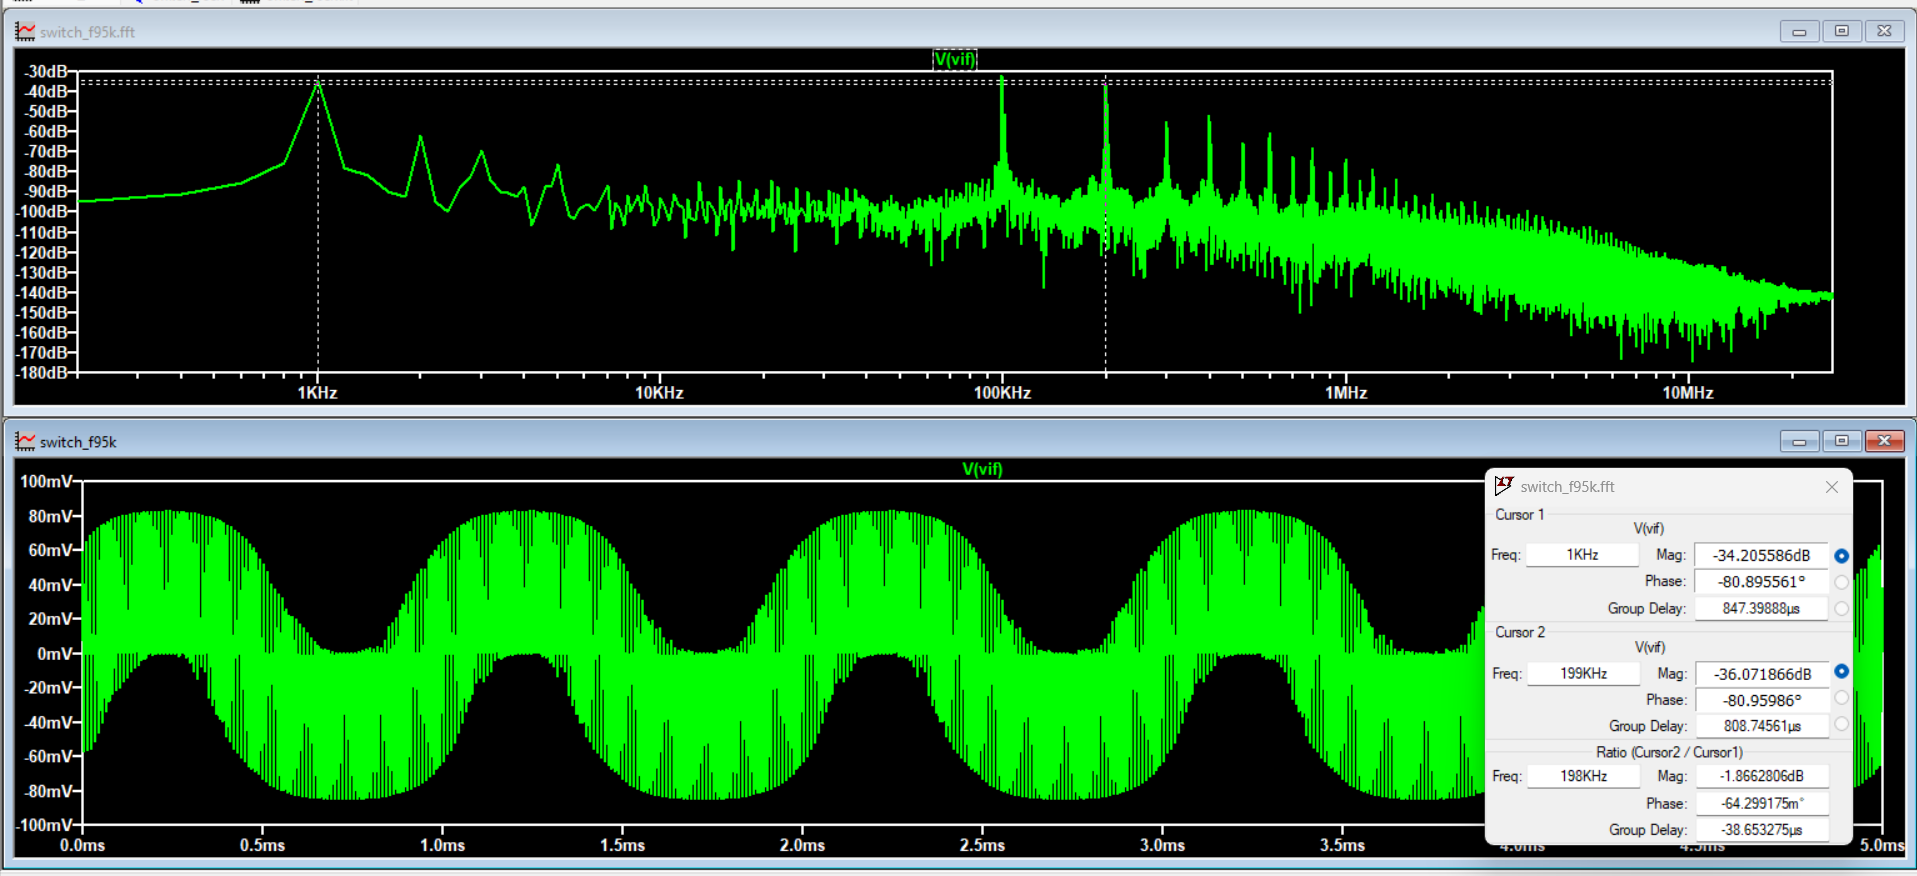 switch_f95k.fft
V(vif)
-30dB
-40dB
-50dB
-60dB
-70dB
-80dB
-90dB
-100dB
-110dB
-120dB
-130dB
-140dB
-150dB
-160dB
-170dB
-180dB
1KHz 10KHz 100KHz 1MHz 10MHz
switch_f95k
V(vif)
100mV
80mV
60mV
40mV
20mV
0mV
-20mV
-40mV
-60mV
-80mV
-100mV
0.0ms 0.5ms 1.0ms 1.5ms 2.0ms 2.5ms 3.0ms 3.5ms 4.0ms 4.5ms 5.0ms
switch_f95k.fft
Cursor 1
V(vif)
Freq: 1KHz Mag: -34.205586dB
Phase: -80.895561°
Group Delay: 847.39888µs
Cursor 2
V(vif)
Freq: 199KHz Mag: -36.071866dB
Phase: -80.95986°
Group Delay: 808.74561µs
Ratio (Cursor2 / Cursor1)
Freq: 198KHz Mag: -1.8662806dB
Phase: -64.299175m°
Group Delay: -38.653275µs